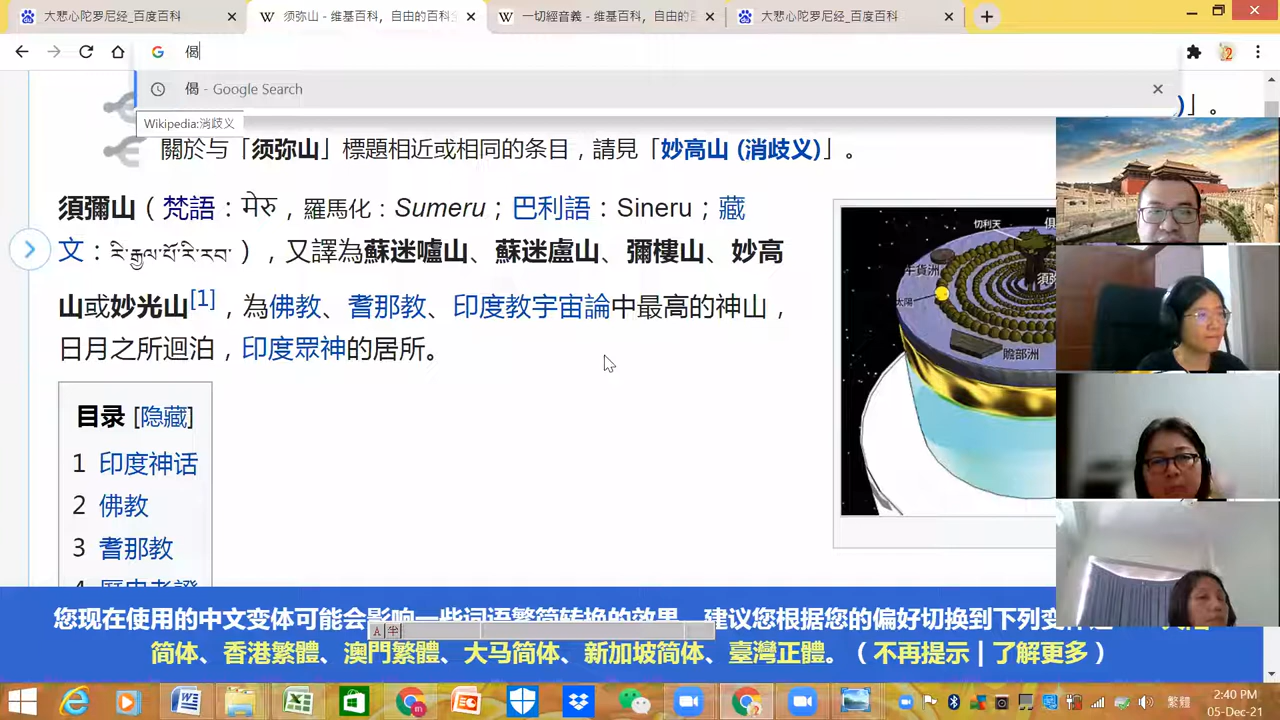 大悲心陀罗尼经_百度百科
须弥山 - 维基百科，自由的百科
一切經音義 - 维基百科，自由的百
大悲心陀罗尼经_百度百科
偈
偈 - Google Search
Wikipedia:消歧义
關於与「须弥山」標題相近或相同的条目，請見「妙高山 (消歧义)」。
須彌山（梵語：मेरु，羅馬化：Sumeru；巴利語：Sineru；藏
文：རི་རྒྱལ་པོ་རི་རབ་），又譯為蘇迷嚧山、蘇迷盧山、彌樓山、妙高
山或妙光山[1]，為佛教、耆那教、印度教宇宙論中最高的神山，
日月之所迴泊，印度眾神的居所。
忉利天
牛貨洲
太陽
贍部洲
目录 [隐藏]
1 印度神话
2 佛教
3 耆那教
您现在使用的中文变体可能会影响一些词语繁简转换的效果，建议您根据您的偏好切换到下列变
简体、香港繁體、澳門繁體、大马简体、新加坡简体、臺灣正體。（不再提示 | 了解更多）
A 半
繁體
2:40 PM
05-Dec-21